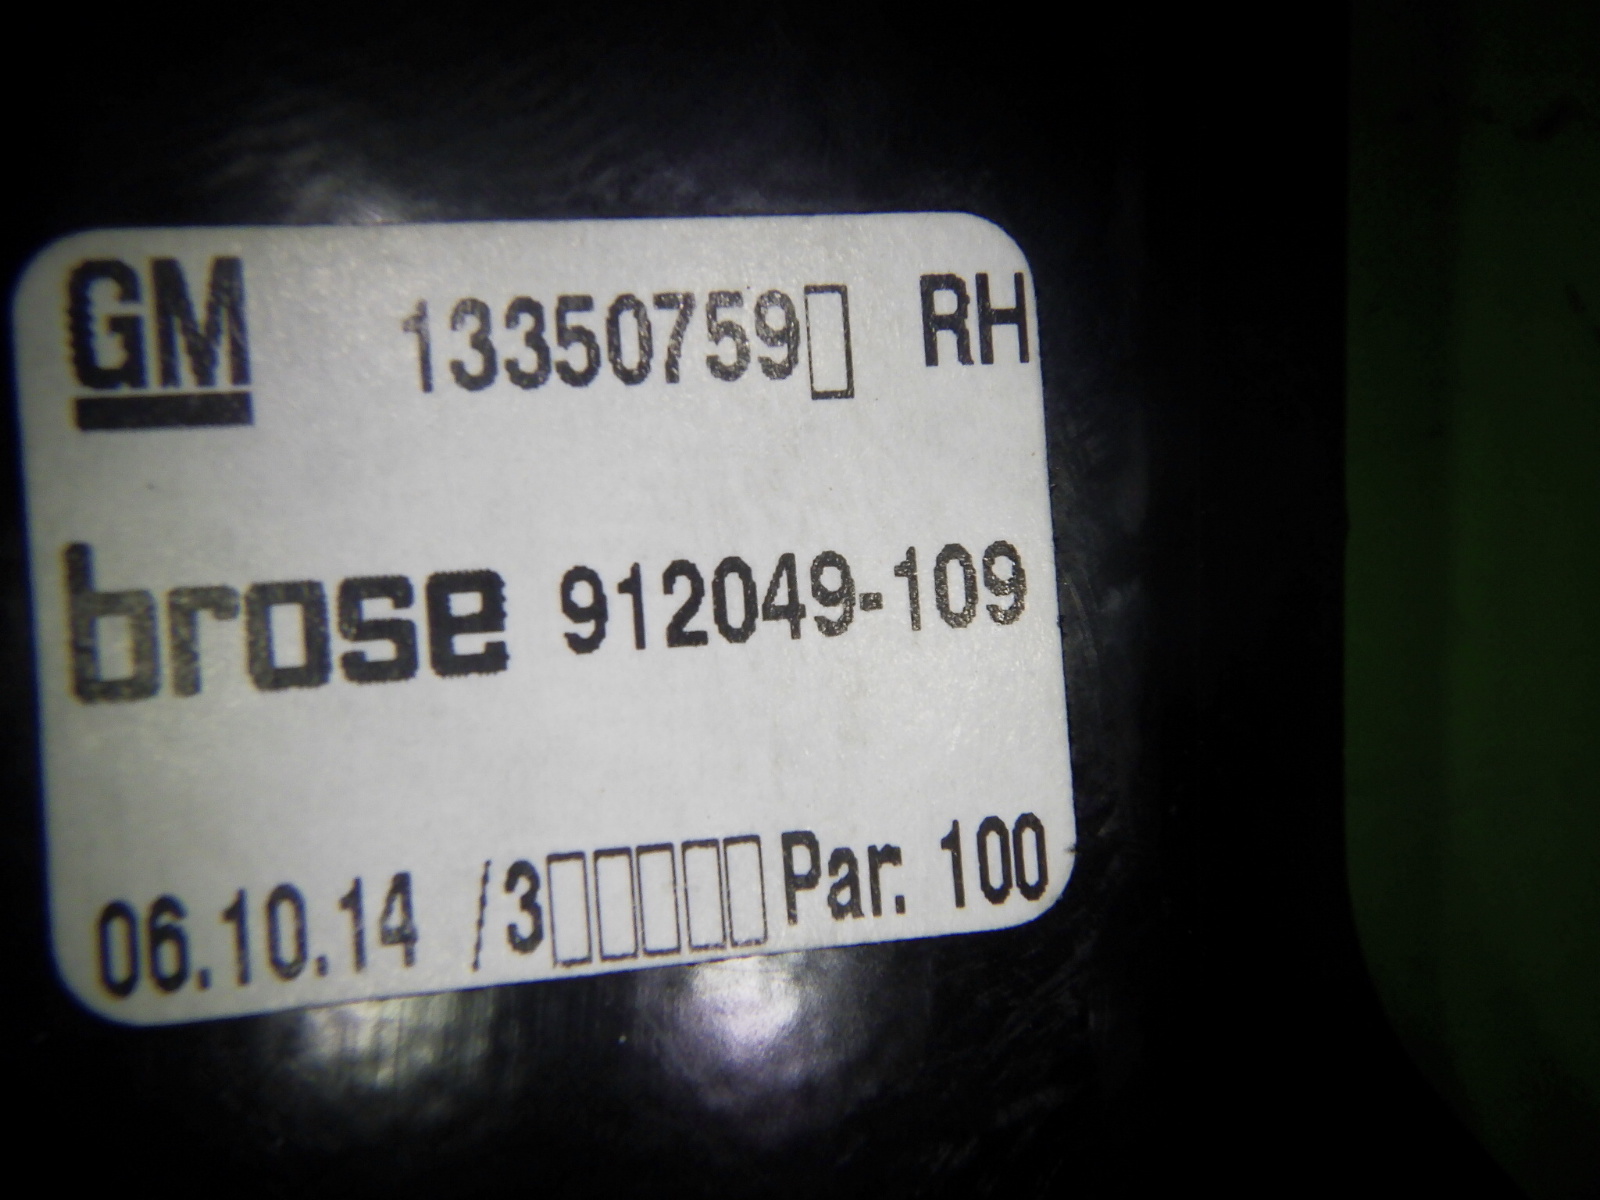 GM 13350759▯ RH
brose 912049-109
06.10.14 /3▯▯▯▯▯Par. 100